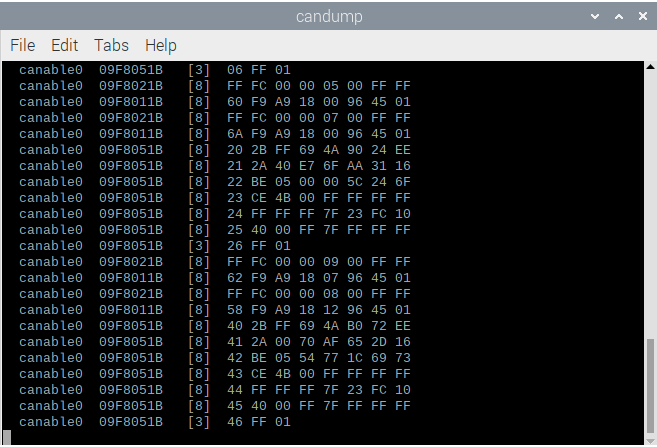 candump
File Edit Tabs Help
canable0 09F8051B [3] 06 FF 01
canable0 09F8021B [8] FF FC 00 00 05 00 FF FF
canable0 09F8011B [8] 60 F9 A9 18 00 96 45 01
canable0 09F8021B [8] FF FC 00 00 07 00 FF FF
canable0 09F8011B [8] 6A F9 A9 18 00 96 45 01
canable0 09F8051B [8] 20 2B FF 69 4A 90 24 EE
canable0 09F8051B [8] 21 2A 40 E7 6F AA 31 16
canable0 09F8051B [8] 22 BE 05 00 00 5C 24 6F
canable0 09F8051B [8] 23 CE 4B 00 FF FF FF FF
canable0 09F8051B [8] 24 FF FF FF 7F 23 FC 10
canable0 09F8051B [8] 25 40 00 FF 7F FF FF FF
canable0 09F8051B [3] 26 FF 01
canable0 09F8021B [8] FF FC 00 00 09 00 FF FF
canable0 09F8011B [8] 62 F9 A9 18 07 96 45 01
canable0 09F8021B [8] FF FC 00 00 08 00 FF FF
canable0 09F8011B [8] 58 F9 A9 18 12 96 45 01
canable0 09F8051B [8] 40 2B FF 69 4A B0 72 EE
canable0 09F8051B [8] 41 2A 00 70 AF 65 2D 16
canable0 09F8051B [8] 42 BE 05 54 77 1C 69 73
canable0 09F8051B [8] 43 CE 4B 00 FF FF FF FF
canable0 09F8051B [8] 44 FF FF FF 7F 23 FC 10
canable0 09F8051B [8] 45 40 00 FF 7F FF FF FF
canable0 09F8051B [3] 46 FF 01